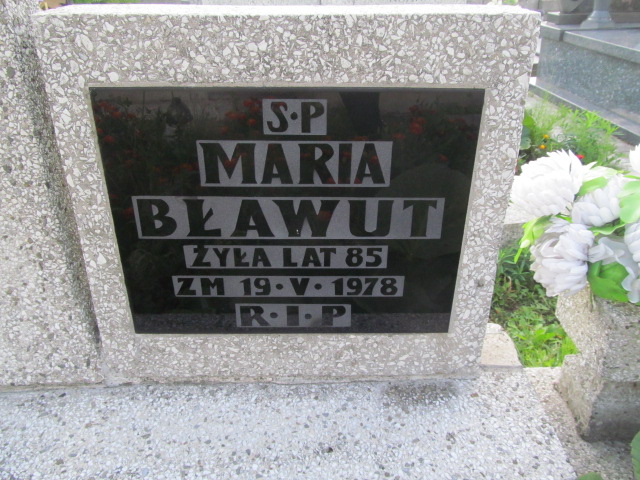 S·P
MARIA
BŁAWUT
ŻYŁA LAT 85
ZM 19·V·1978
R·I·P